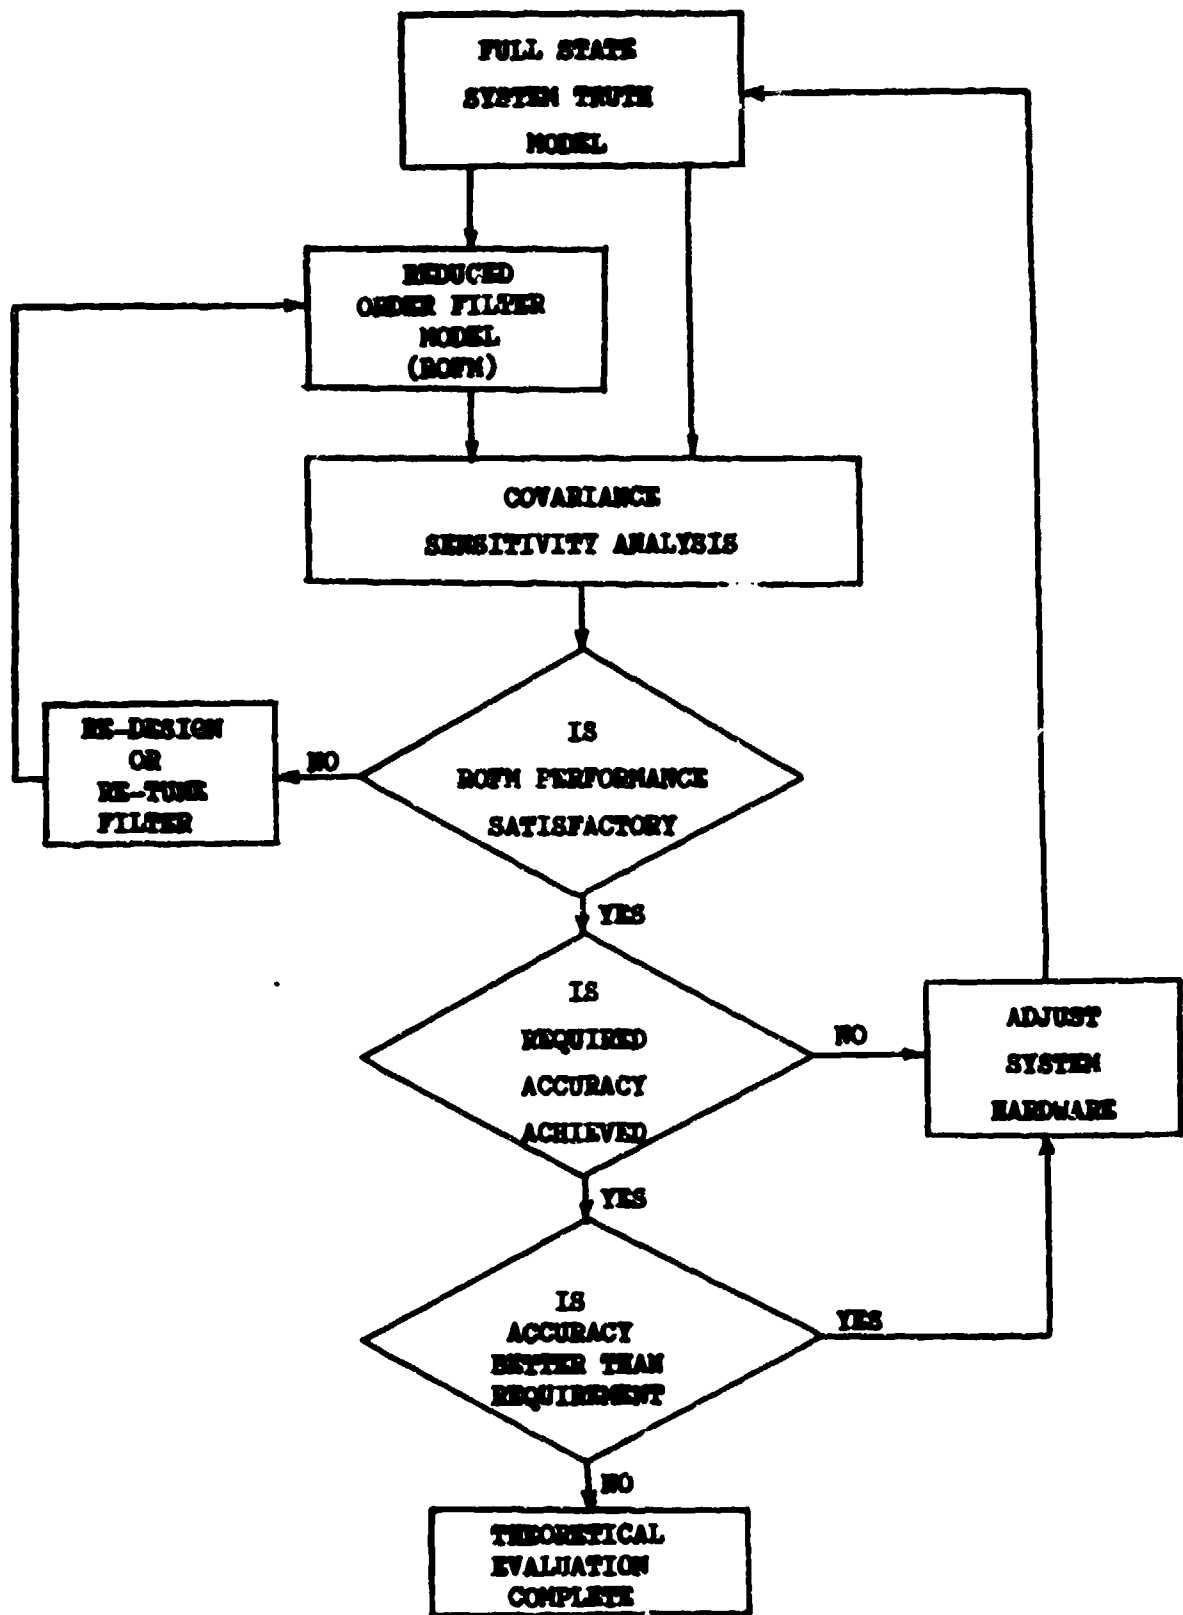 FULL STATE
SYSTEM TRUTH
MODEL
REDUCED
ORDER FILTER
MODEL
(ROFM)
COVARIANCE
SENSITIVITY ANALYSIS
IS
ROFM PERFORMANCE
SATISFACTORY
NO
RE-DESIGN
OR
RE-TUNE
FILTER
YES
IS
REQUIRED
ACCURACY
ACHIEVED
NO
ADJUST
SYSTEM
HARDWARE
YES
IS
ACCURACY
BETTER THAN
REQUIREMENT
YES
NO
THEORETICAL
EVALUATION
COMPLETE